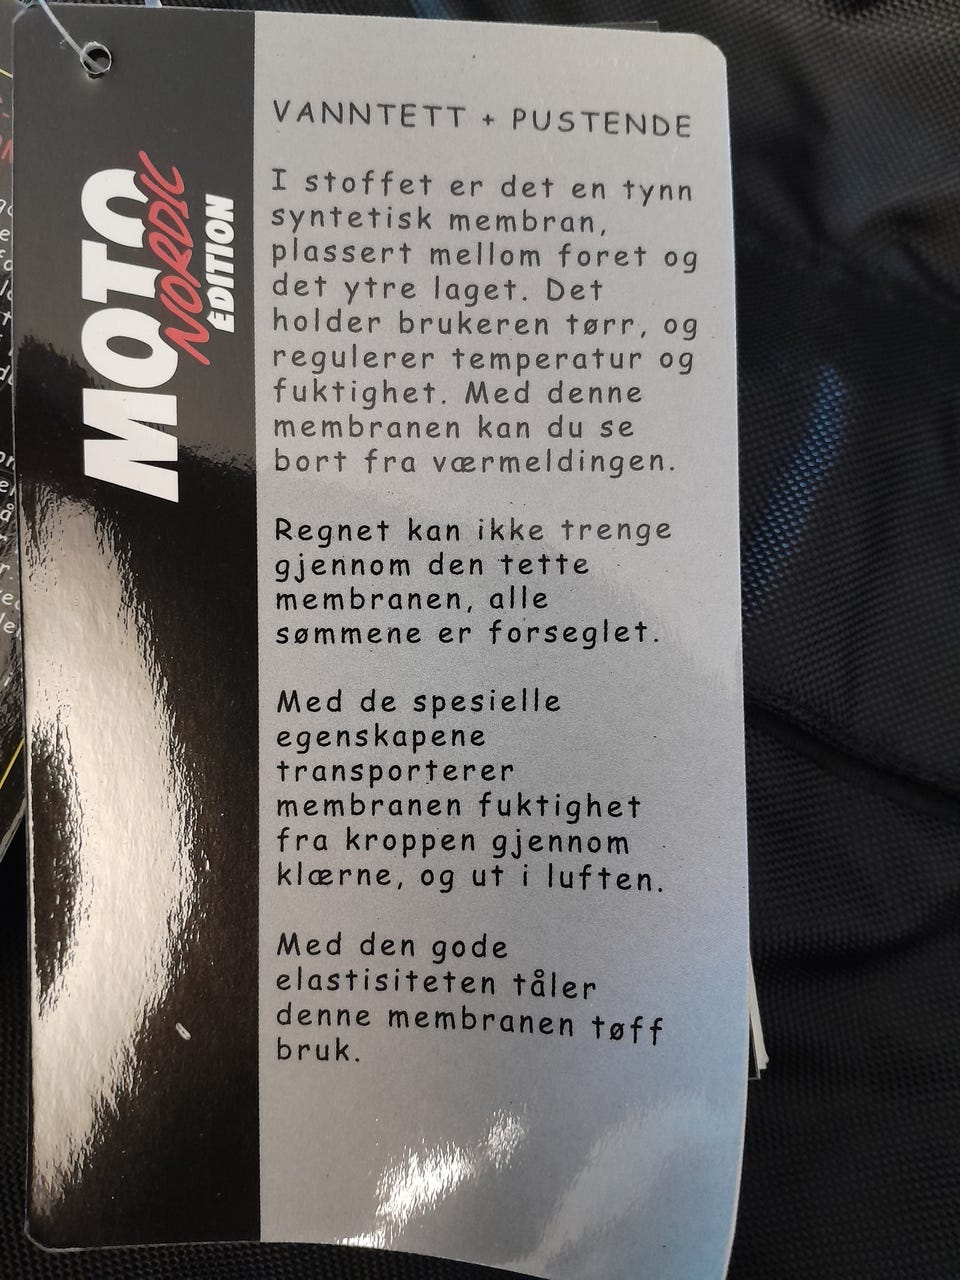 MOTO
NORDIC
EDITION
VANNTETT + PUSTENDE
I stoffet er det en tynn
syntetisk membran,
plassert mellom foret og
det ytre laget. Det
holder brukeren tørr, og
regulerer temperatur og
fuktighet. Med denne
membranen kan du se
bort fra værmeldingen.
Regnet kan ikke trenge
gjennom den tette
membranen, alle
sømmene er forseglet.
Med de spesielle
egenskapene
transporterer
membranen fuktighet
fra kroppen gjennom
klærne, og ut i luften.
Med den gode
elastisiteten tåler
denne membranen tøff
bruk.